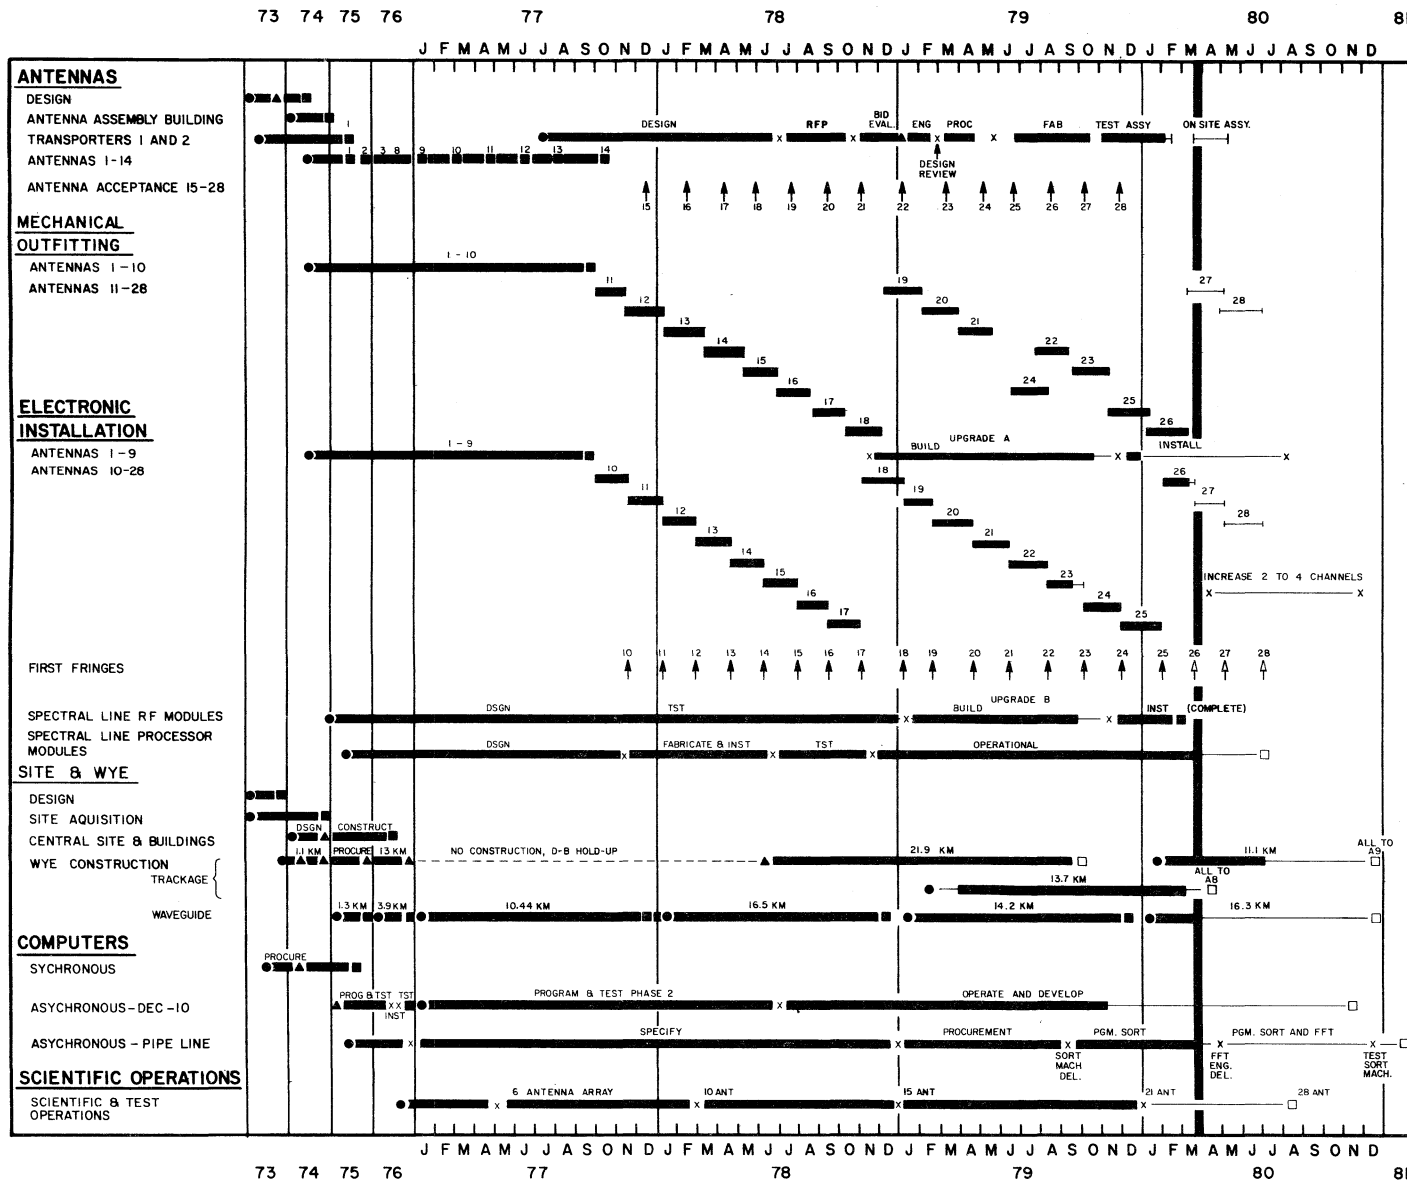 73 74 75 76 77 78 79 80 8
J F M A M J J A S O N D J F M A M J J A S O N D J F M A M J J A S O N D J F M A M J J A S O N D
ANTENNAS
DESIGN
ANTENNA ASSEMBLY BUILDING
TRANSPORTERS 1 AND 2
1
DESIGN RFP BID EVAL. ENG PROC FAB TEST ASSY ON SITE ASSY.
ANTENNAS 1-14
1 2 3 8 9 10 11 12 13 14
DESIGN REVIEW
ANTENNA ACCEPTANCE 15-28
15 16 17 18 19 20 21 22 23 24 25 26 27 28
MECHANICAL
OUTFITTING
ANTENNAS 1-10
1-10
ANTENNAS 11-28
11 12 13 14 15 16 17 18 19 20 21 22 23 24 25 26 27 28
ELECTRONIC
INSTALLATION
ANTENNAS 1-9
1-9
BUILD UPGRADE A INSTALL
ANTENNAS 10-28
10 11 12 13 14 15 16 17 18 19 20 21 22 23 24 25 26 27 28
INCREASE 2 TO 4 CHANNELS
X X
FIRST FRINGES
10 11 12 13 14 15 16 17 18 19 20 21 22 23 24 25 26 27 28
SPECTRAL LINE RF MODULES
DSGN TST BUILD UPGRADE B INST (COMPLETE)
SPECTRAL LINE PROCESSOR
MODULES
DSGN FABRICATE & INST TST OPERATIONAL
SITE & WYE
DESIGN
SITE AQUISITION
CENTRAL SITE & BUILDINGS
DSGN CONSTRUCT
WYE CONSTRUCTION
TRACKAGE
1.1 KM PROCURE 13 KM NO CONSTRUCTION, D-B HOLD-UP 21.9 KM 11.1 KM ALL TO A9
13.7 KM ALL TO A8
WAVEGUIDE
1.3 KM 3.9 KM 10.44 KM 16.5 KM 14.2 KM 16.3 KM
COMPUTERS
SYCHRONOUS
PROCURE
ASYCHRONOUS-DEC-10
PROG & TST TST
INST
PROGRAM & TEST PHASE 2 OPERATE AND DEVELOP
ASYCHRONOUS - PIPE LINE
SPECIFY PROCUREMENT PGM. SORT PGM. SORT AND FFT
SORT MACH DEL.
FFT ENG. DEL.
TEST SORT MACH.
SCIENTIFIC OPERATIONS
SCIENTIFIC & TEST
OPERATIONS
6 ANTENNA ARRAY 10 ANT 15 ANT 21 ANT 28 ANT
J F M A M J J A S O N D J F M A M J J A S O N D J F M A M J J A S O N D J F M A M J J A S O N D
73 74 75 76 77 78 79 80 8